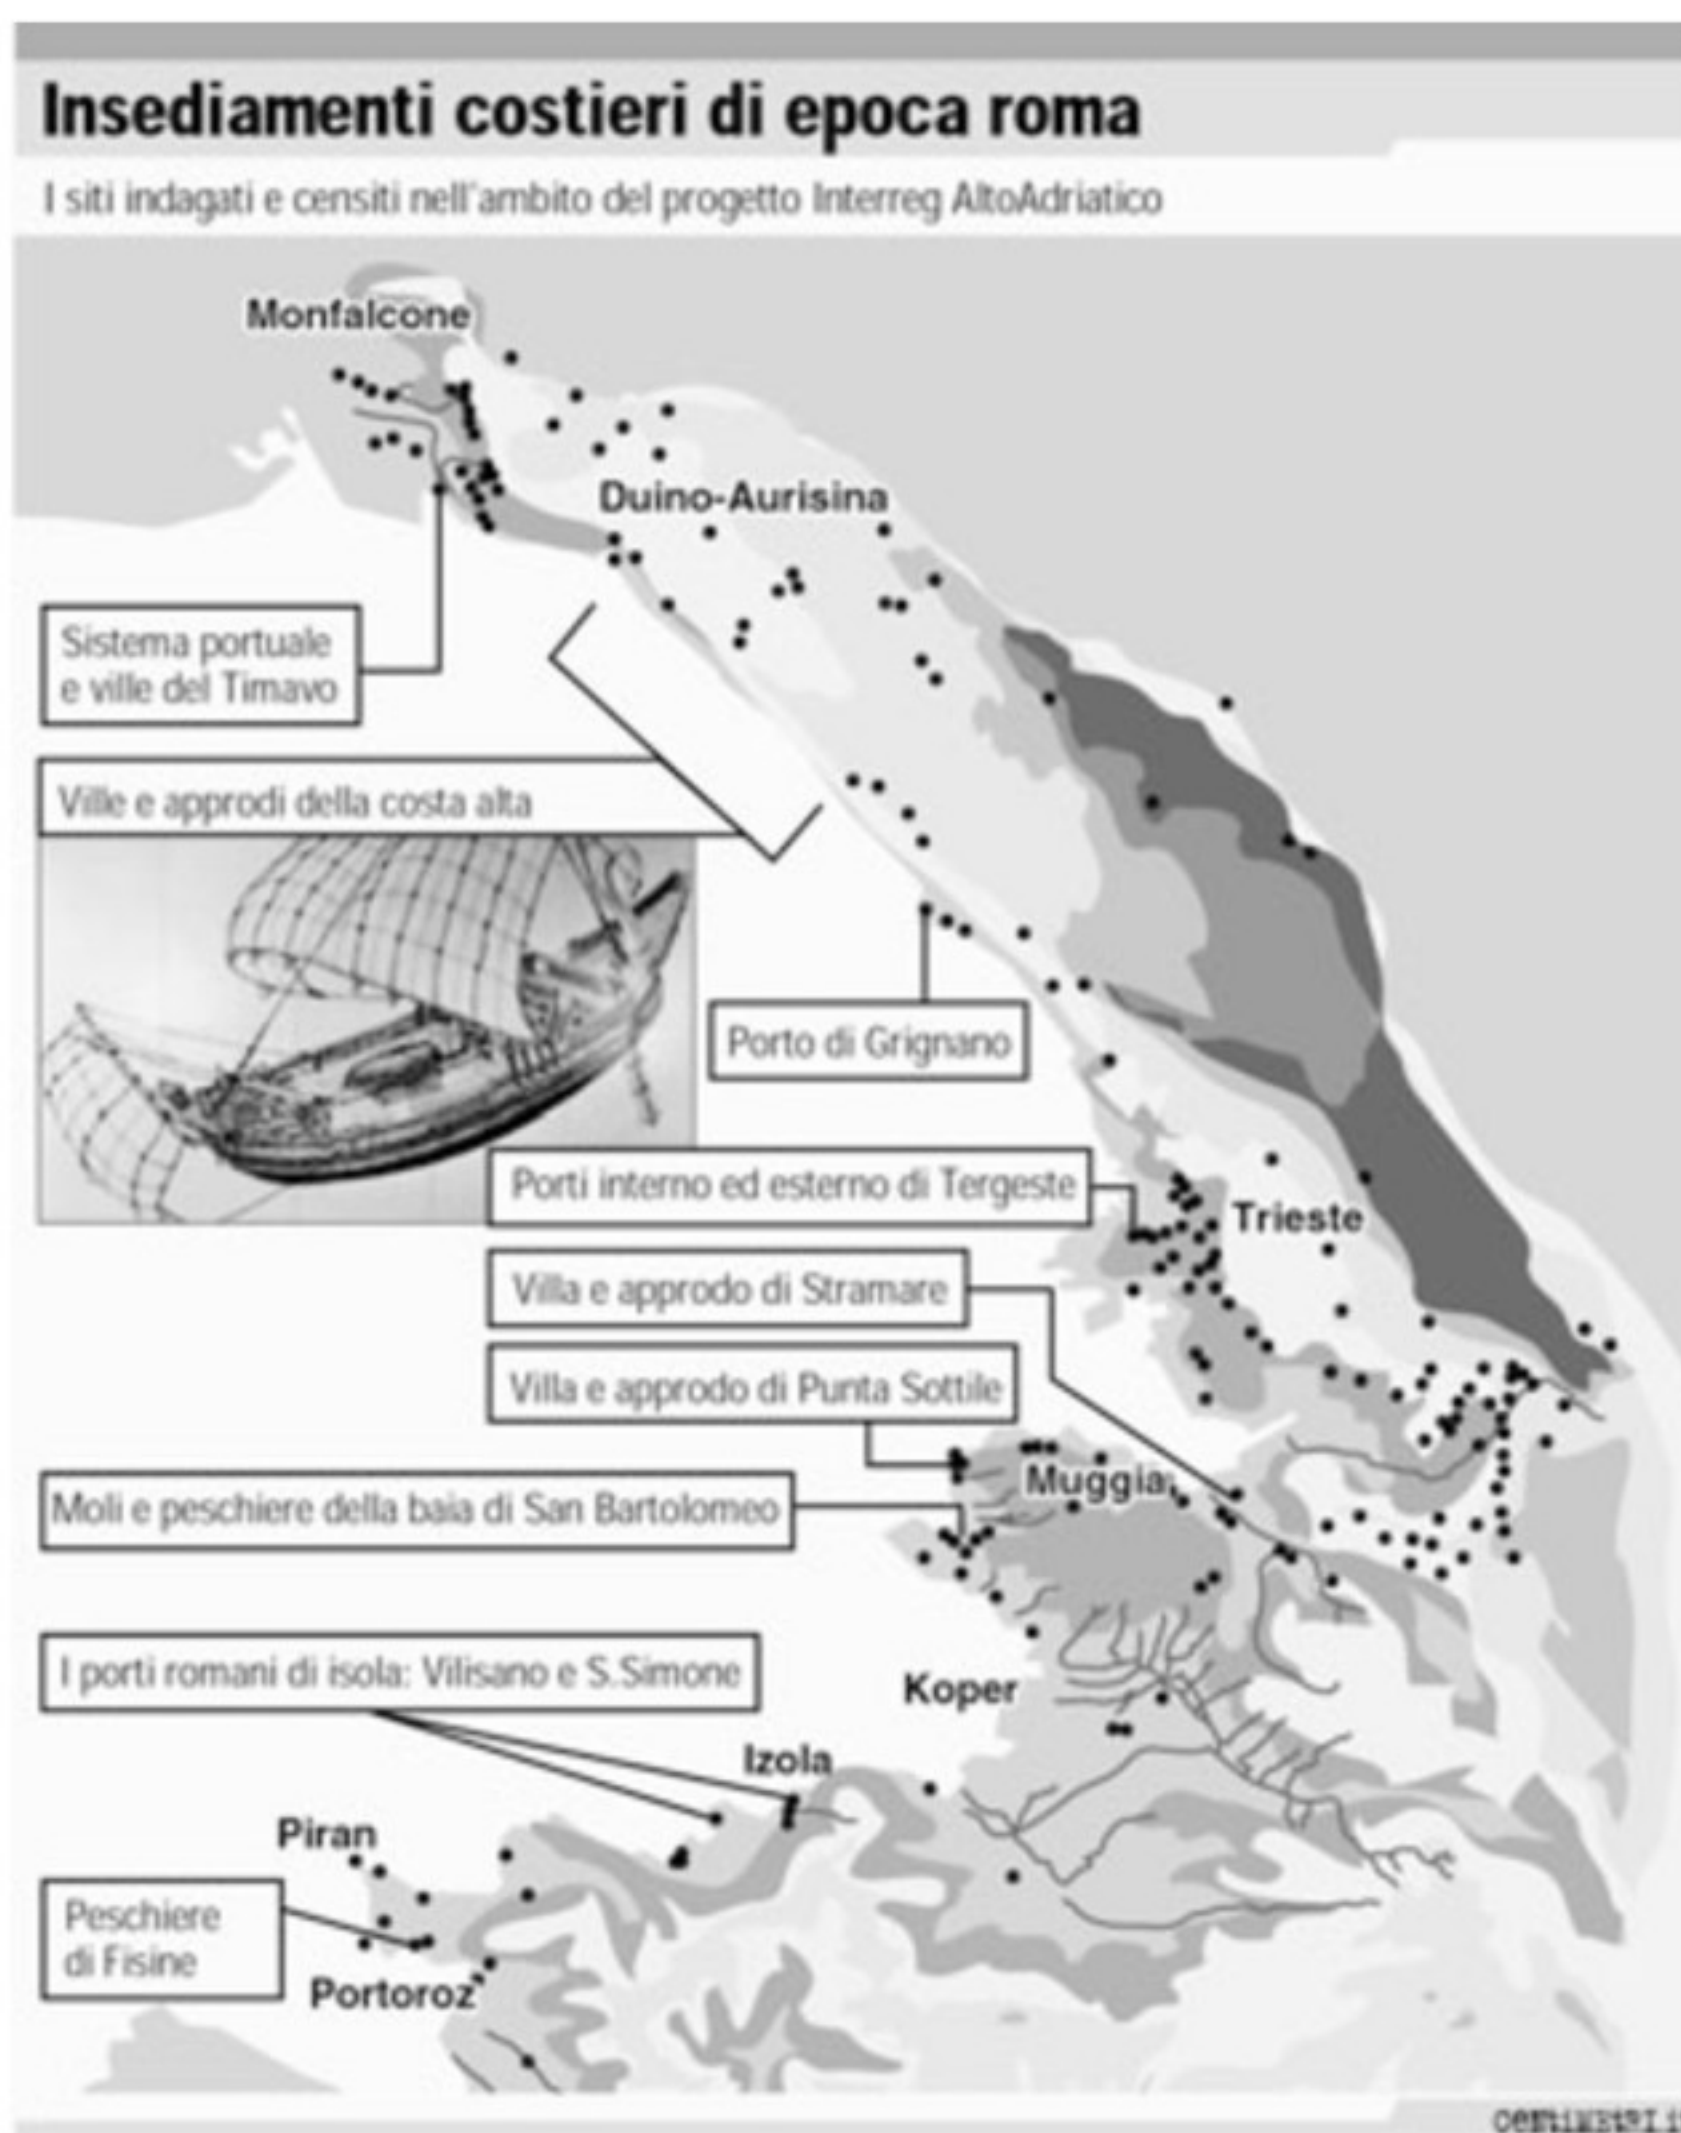 Insediamenti costieri di epoca roma
I siti indagati e censiti nell'ambito del progetto Interreg AltoAdriatico
Monfalcone
Duino-Aurisina
Sistema portuale
e ville del Timavo
Ville e approdi della costa alta
Porto di Grignano
Porti interno ed esterno di Tergeste
Trieste
Villa e approdo di Stramare
Villa e approdo di Punta Sottile
Muggia
Moli e peschiere della baia di San Bartolomeo
I porti romani di isola: Vilisano e S.Simone
Koper
Izola
Piran
Peschiere
di Fisine
Portoroz